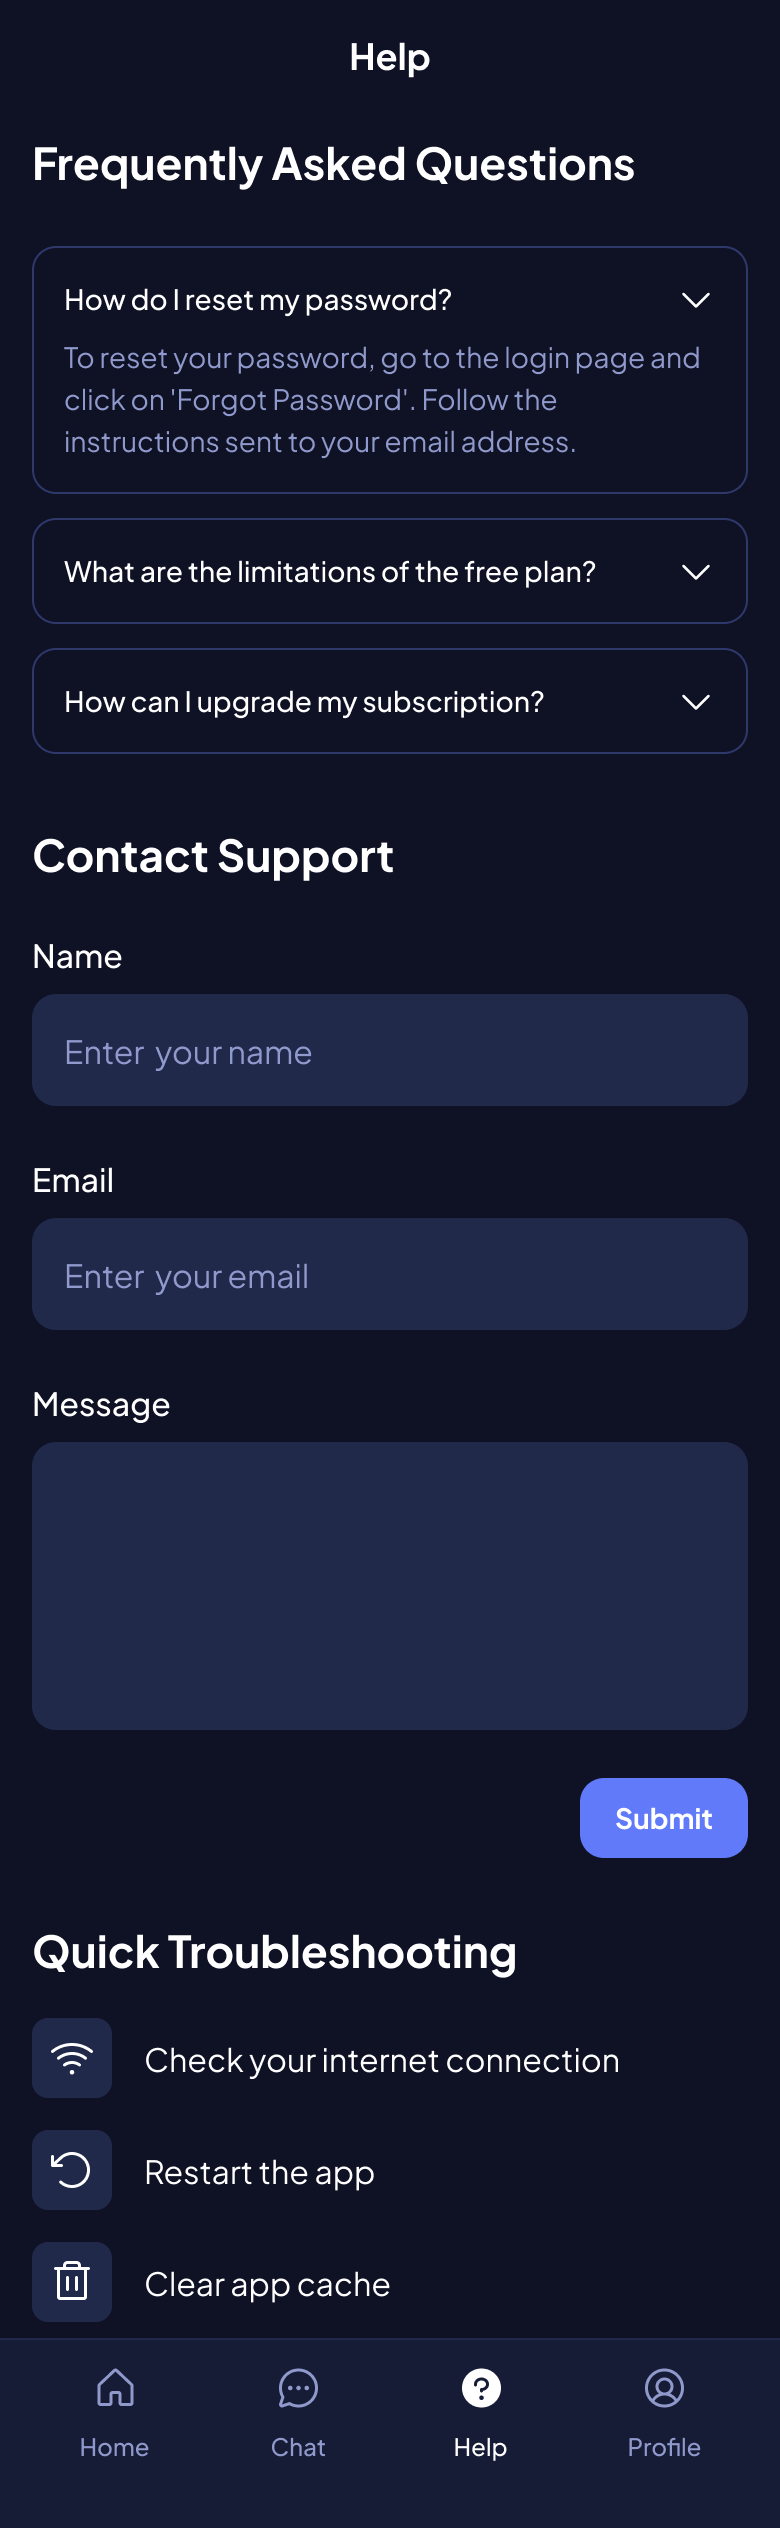 Help
Frequently Asked Questions
How do I reset my password?
To reset your password, go to the login page and
click on 'Forgot Password'. Follow the
instructions sent to your email address.
What are the limitations of the free plan?
How can I upgrade my subscription?
Contact Support
Name
Enter your name
Email
Enter your email
Message
Submit
Quick Troubleshooting
Check your internet connection
Restart the app
Clear app cache
Home Chat Help Profile